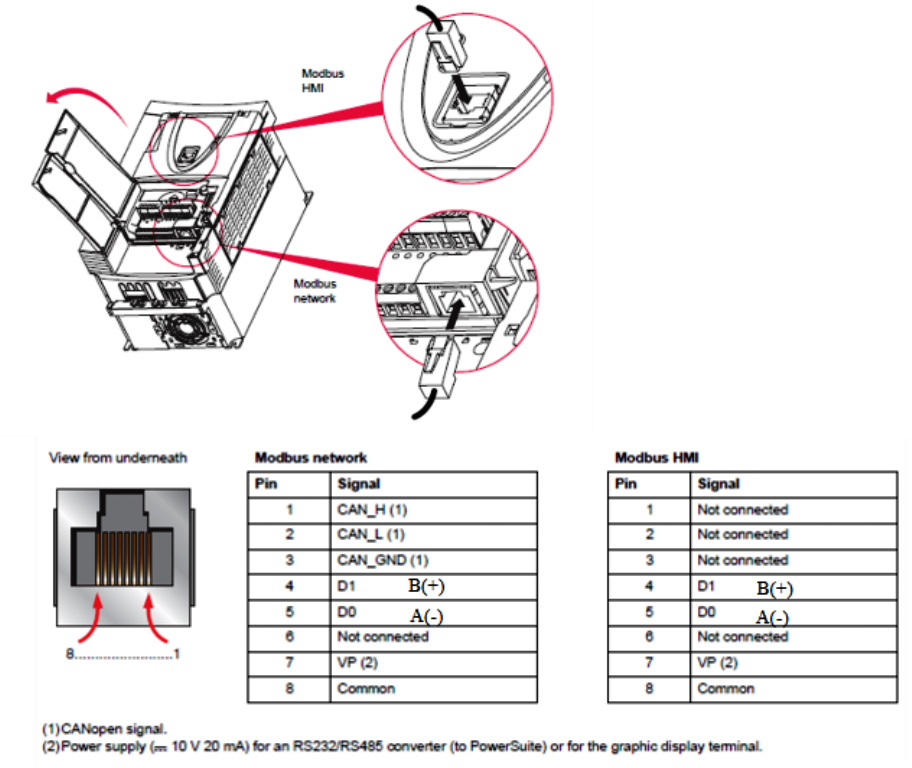 Modbus
HMI
Modbus
network
View from underneath
8............................1
Modbus network
Pin Signal
1 CAN_H (1)
2 CAN_L (1)
3 CAN_GND (1)
4 D1 B(+)
5 D0 A(-)
6 Not connected
7 VP (2)
8 Common
Modbus HMI
Pin Signal
1 Not connected
2 Not connected
3 Not connected
4 D1 B(+)
5 D0 A(-)
6 Not connected
7 VP (2)
8 Common
(1)CANopen signal.
(2)Power supply (⎓ 10 V 20 mA) for an RS232/RS485 converter (to PowerSuite) or for the graphic display terminal.